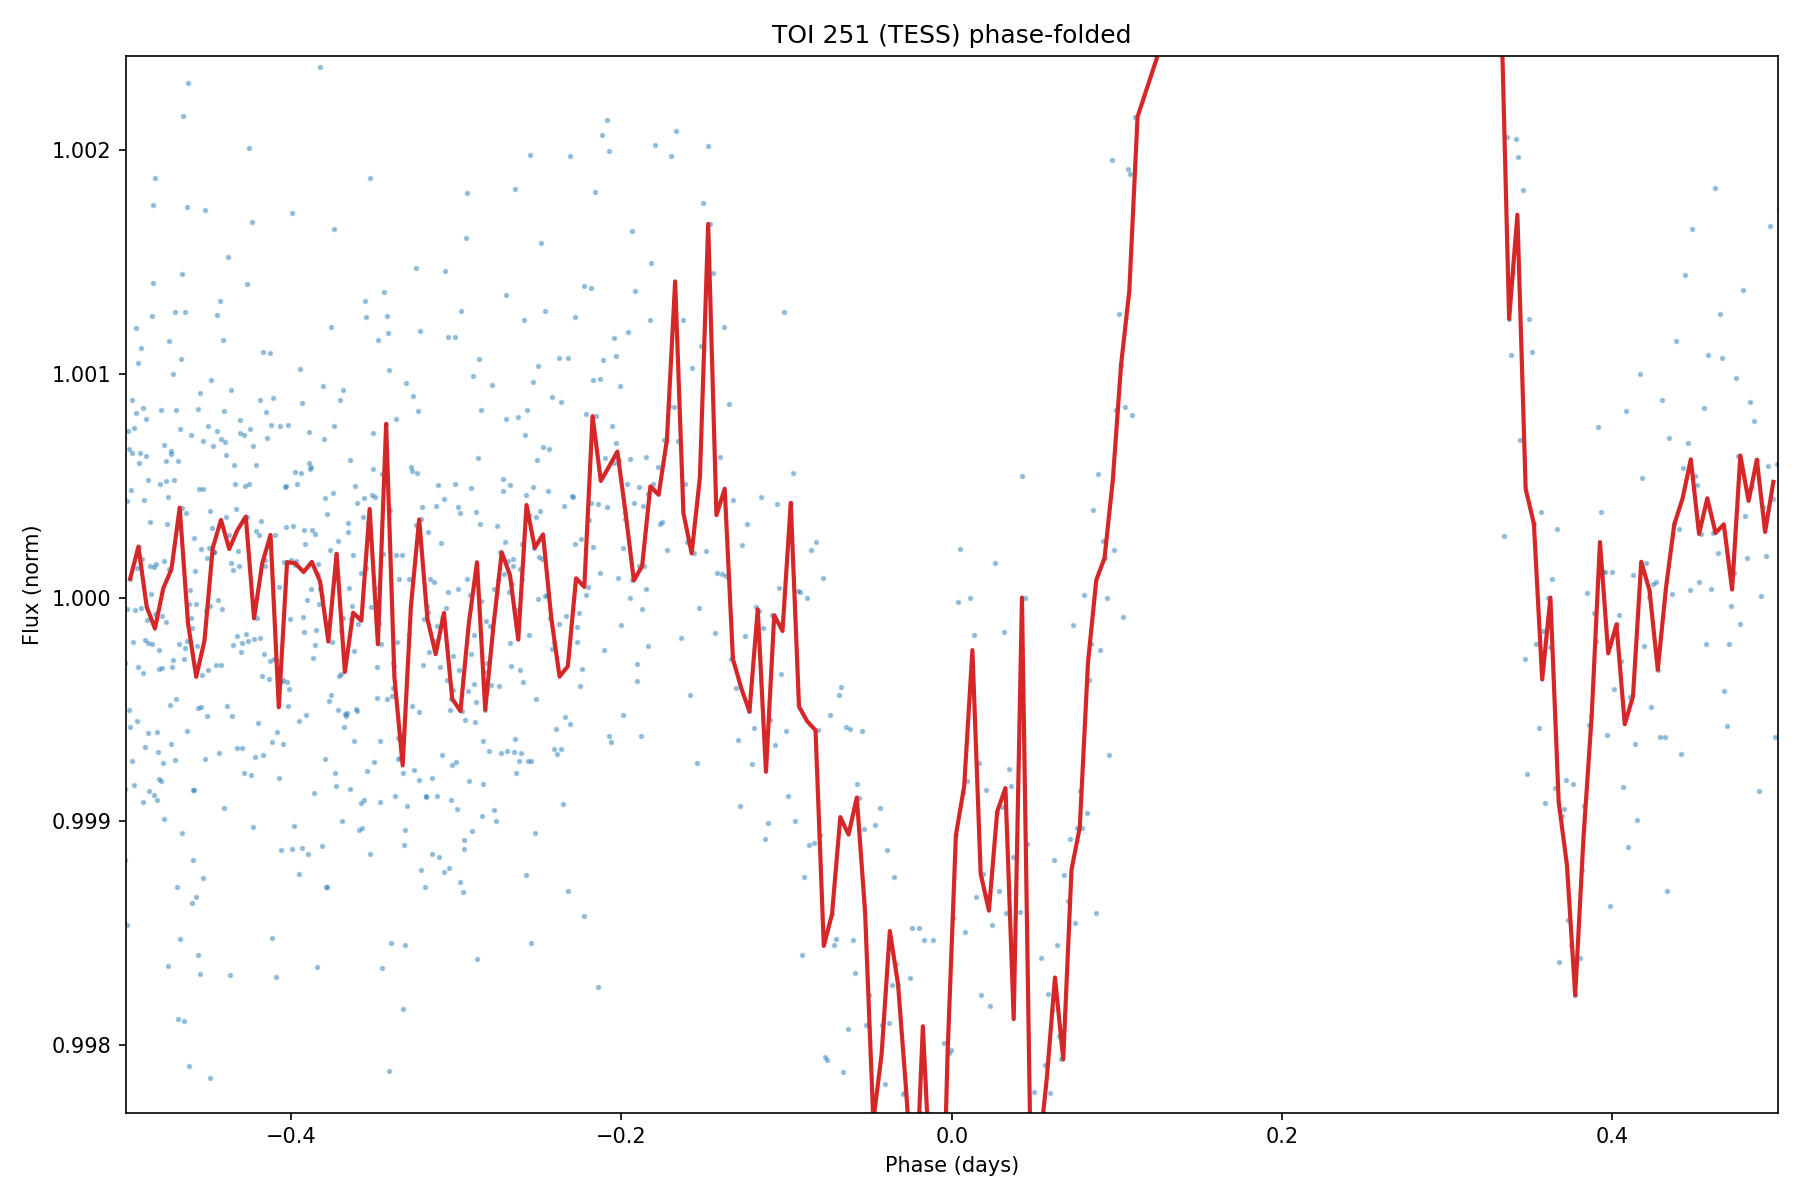 TOI 251 (TESS) phase-folded
Flux (norm)
1.002
1.001
1.000
0.999
0.998
−0.4 −0.2 0.0 0.2 0.4
Phase (days)